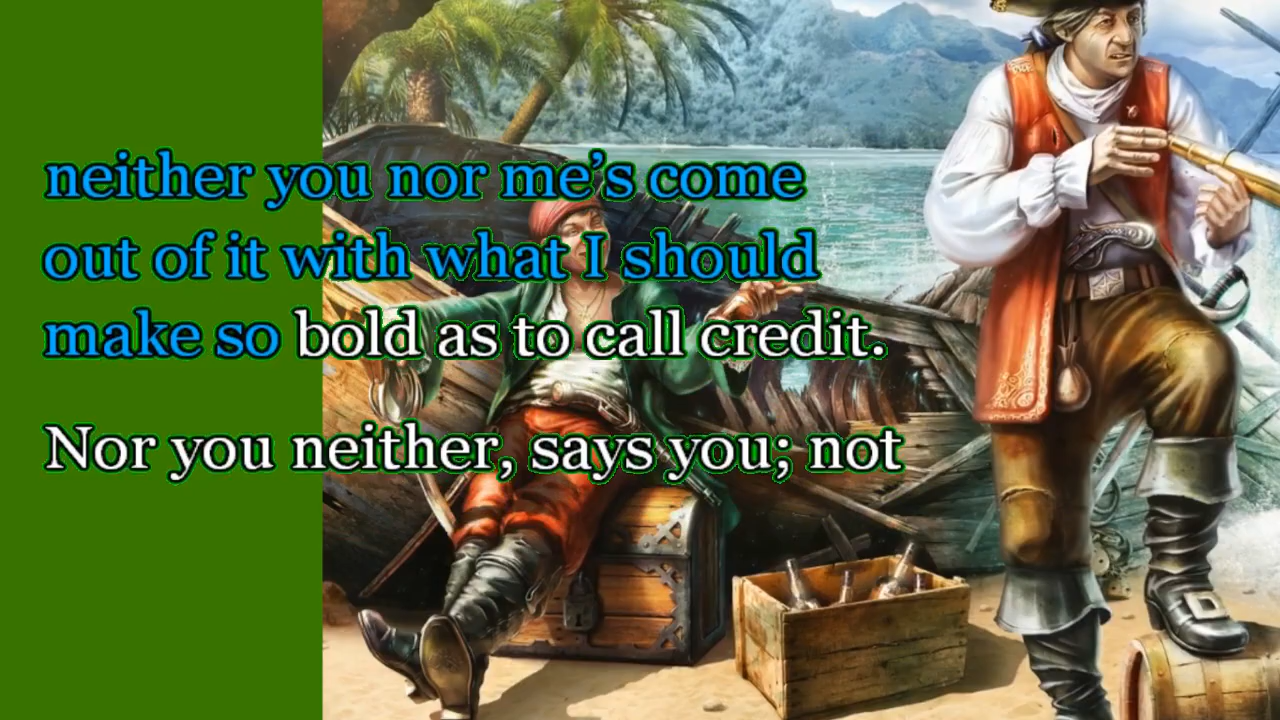 neither you nor me’s come
out of it with what I should
make so bold as to call credit.
Nor you neither, says you; not